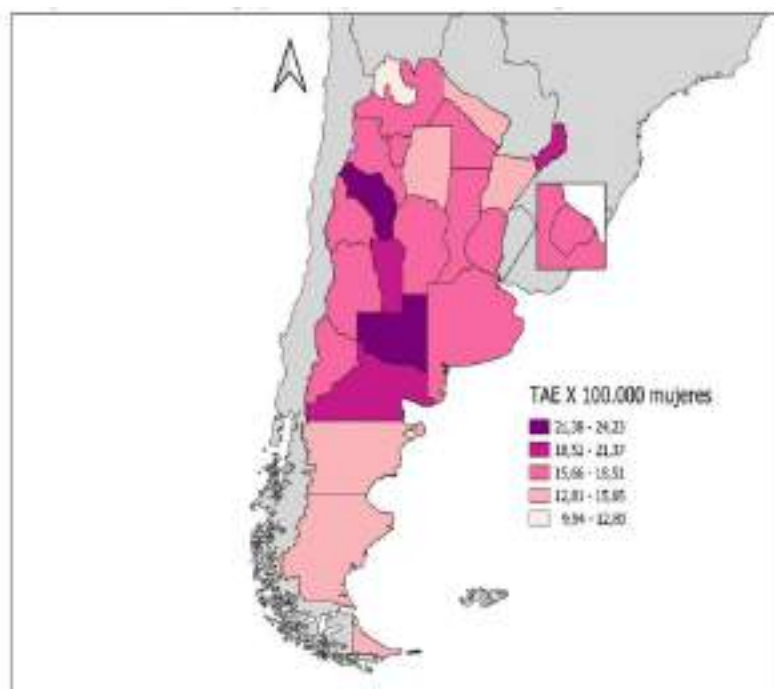 TAE X 100.000 mujeres
21,38 - 24,23
18,52 - 21,37
15,66 - 18,51
12,81 - 15,65
9,94 - 12,80